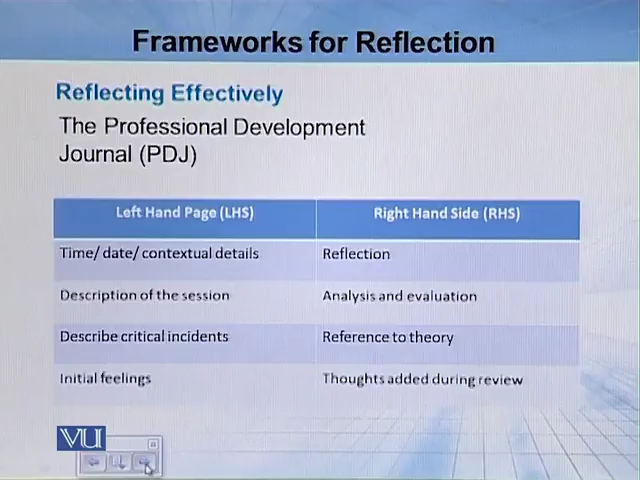 Frameworks for Reflection
Reflecting Effectively
The Professional Development
Journal (PDJ)
Left Hand Page (LHS) Right Hand Side (RHS)
Time/ date/ contextual details Reflection
Description of the session Analysis and evaluation
Describe critical incidents Reference to theory
Initial feelings Thoughts added during review
VU